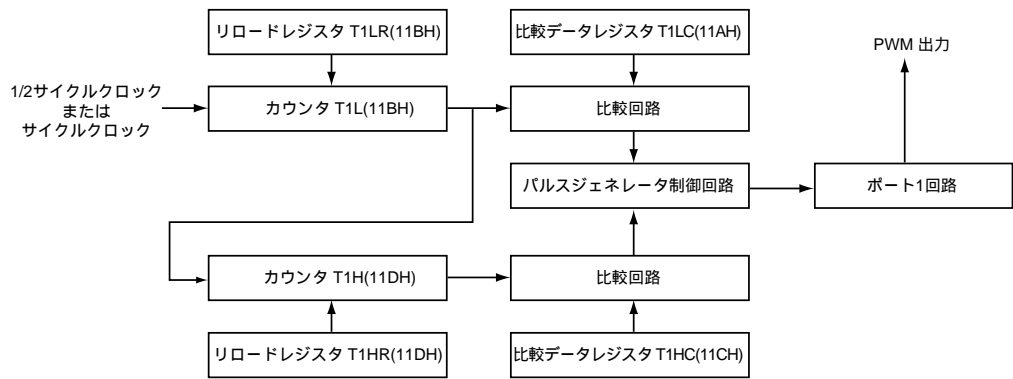 リロードレジスタ T1LR(11BH)
比較データレジスタ T1LC(11AH)
PWM 出力
1/2サイクルクロック
または
サイクルクロック
カウンタ T1L(11BH)
比較回路
パルスジェネレータ制御回路
ポート1回路
カウンタ T1H(11DH)
比較回路
リロードレジスタ T1HR(11DH)
比較データレジスタ T1HC(11CH)